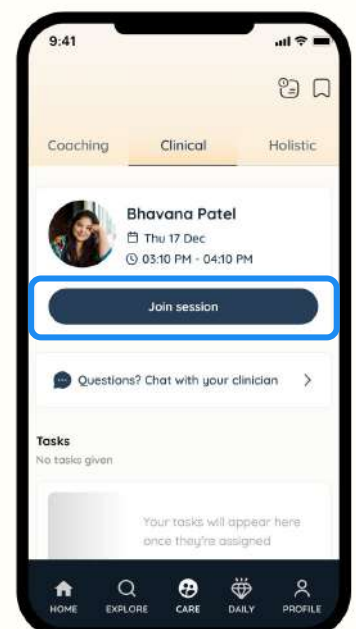 9:41
Coaching Clinical Holistic
Bhavana Patel
Thu 17 Dec
03:10 PM - 04:10 PM
Join session
Questions? Chat with your clinician
Tasks
No tasks given
Your tasks will appear here
once they're assigned
HOME EXPLORE CARE DAILY PROFILE